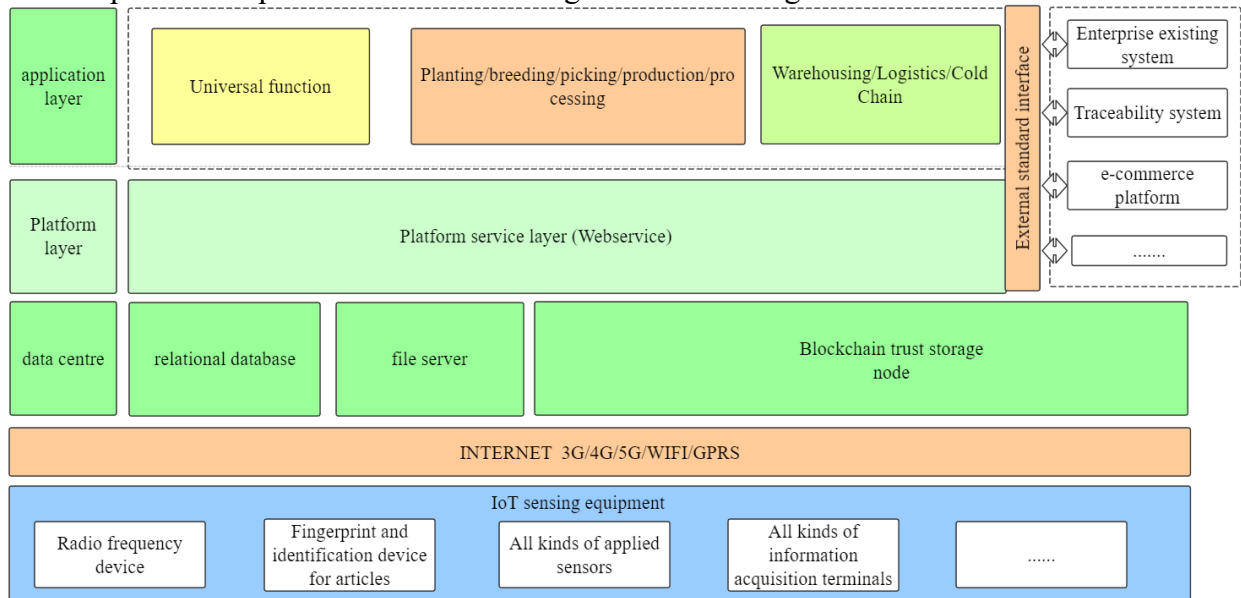 application
layer
Universal function
Planting/breeding/picking/production/pro
cessing
Warehousing/Logistics/Cold
Chain
External standard interface
Enterprise existing
system
Traceability system
e-commerce
platform
.......
Platform
layer
Platform service layer (Webservice)
data centre
relational database
file server
Blockchain trust storage
node
INTERNET 3G/4G/5G/WIFI/GPRS
IoT sensing equipment
Radio frequency
device
Fingerprint and
identification device
for articles
All kinds of applied
sensors
All kinds of
information
acquisition terminals
......